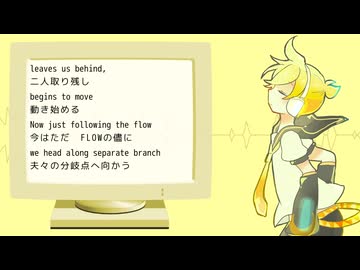 leaves us behind,
二人取り残し
begins to move
動き始める
Now just following the flow
今はただ　FLOWの儘に
we head along separate branch
夫々の分岐点へ向かう